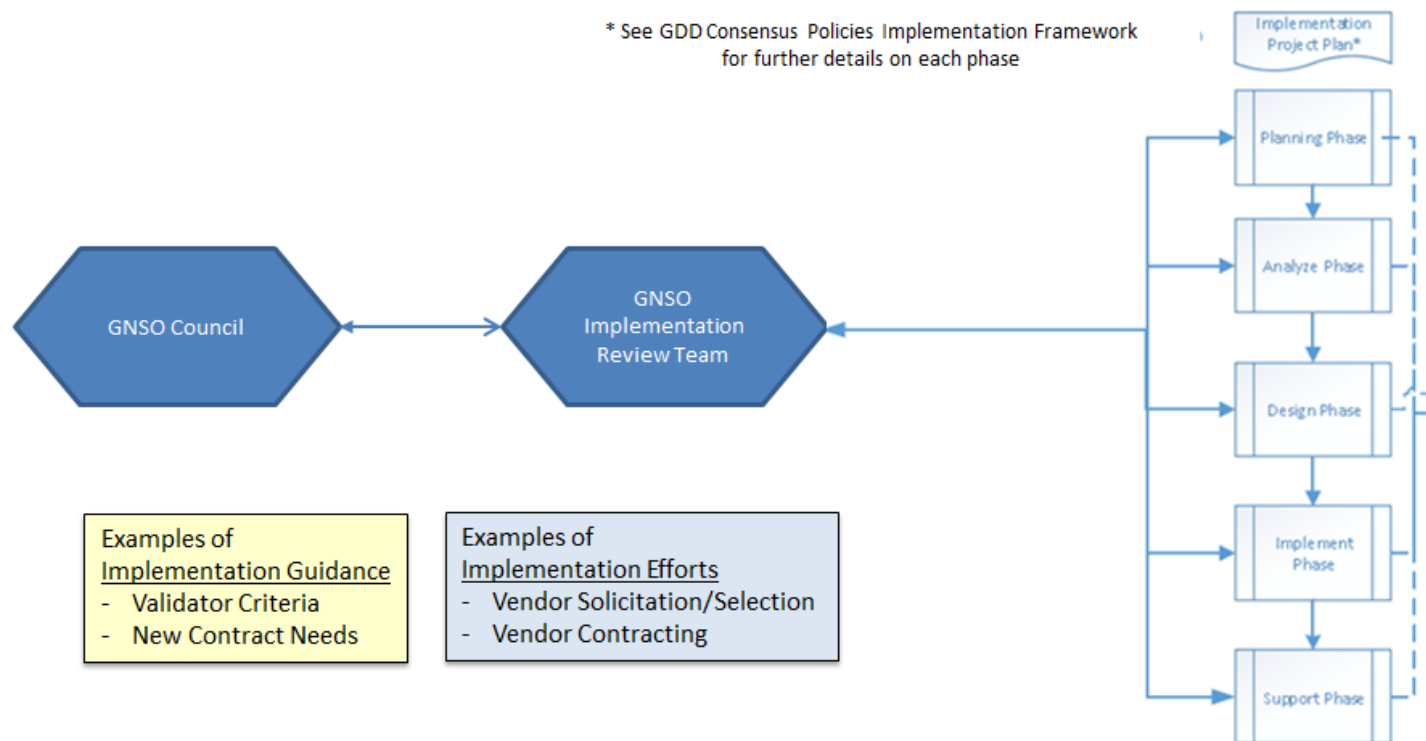 * See GDD Consensus Policies Implementation Framework
for further details on each phase
Implementation
Project Plan*
Planning Phase
Analyze Phase
GNSO Council
GNSO
Implementation
Review Team
Design Phase
Examples of
Implementation Guidance
- Validator Criteria
- New Contract Needs
Examples of
Implementation Efforts
- Vendor Solicitation/Selection
- Vendor Contracting
Implement
Phase
Support Phase